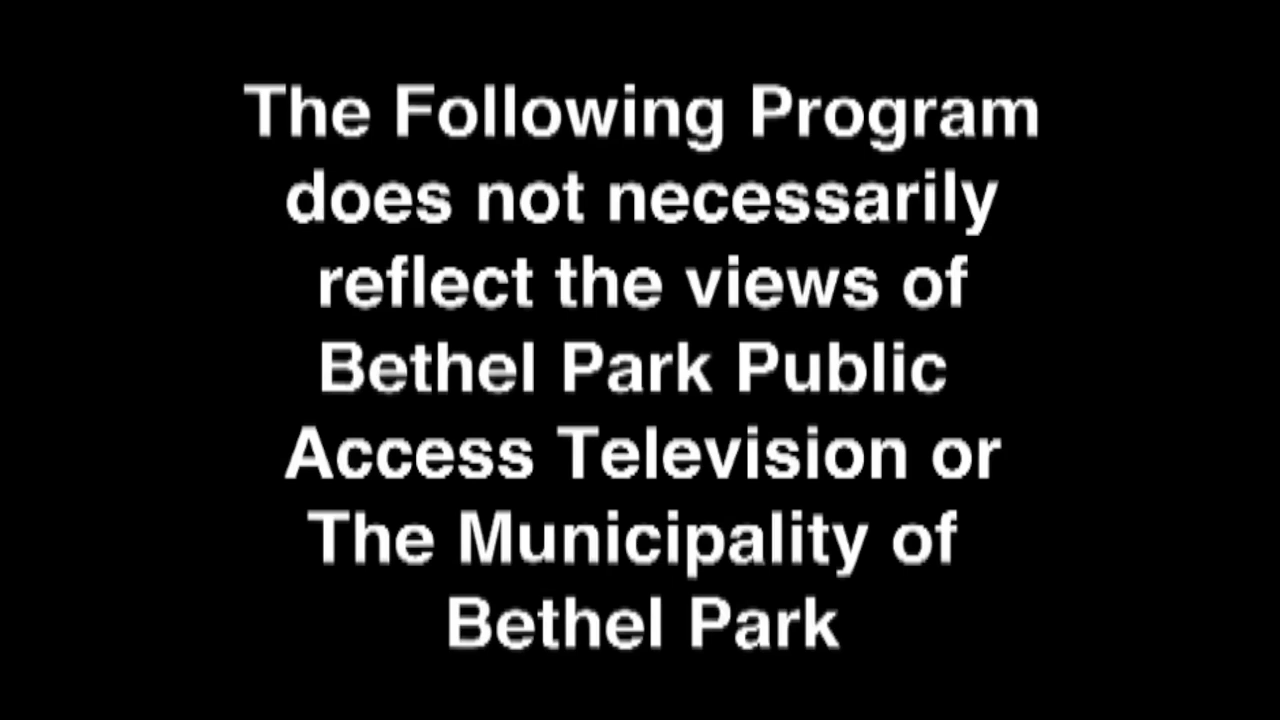 The Following Program
does not necessarily
reflect the views of
Bethel Park Public
Access Television or
The Municipality of
Bethel Park